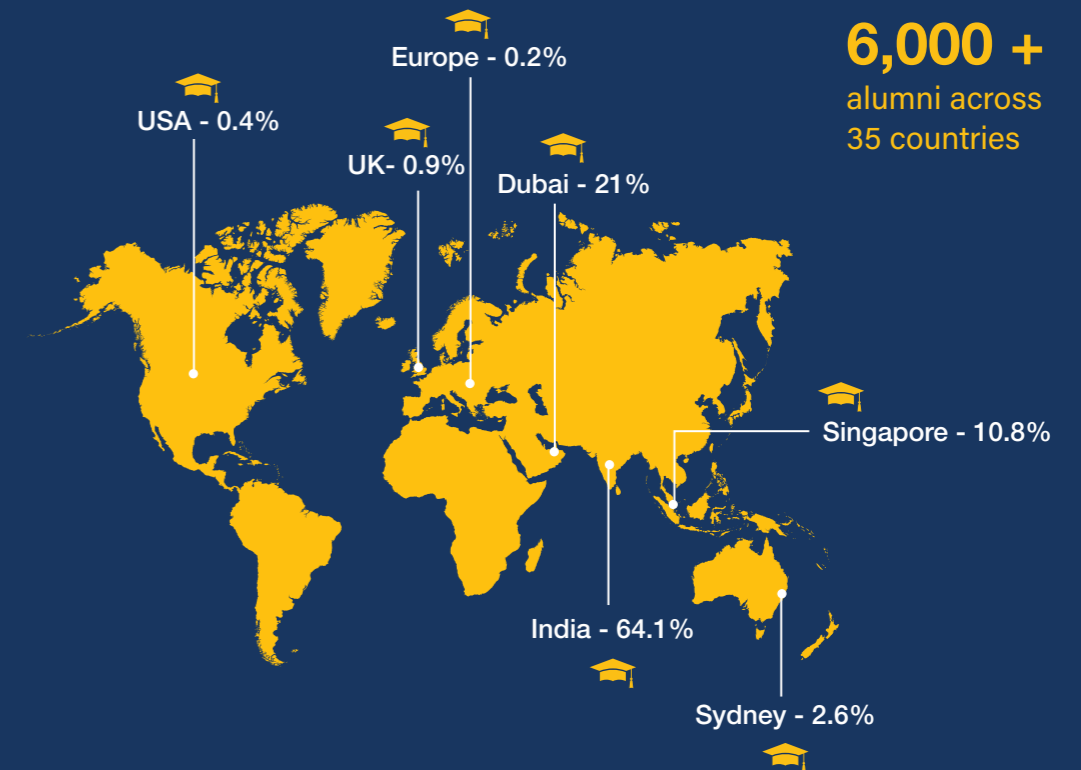 6,000 +
alumni across
35 countries
Europe - 0.2%
USA - 0.4%
UK- 0.9%
Dubai - 21%
Singapore - 10.8%
India - 64.1%
Sydney - 2.6%